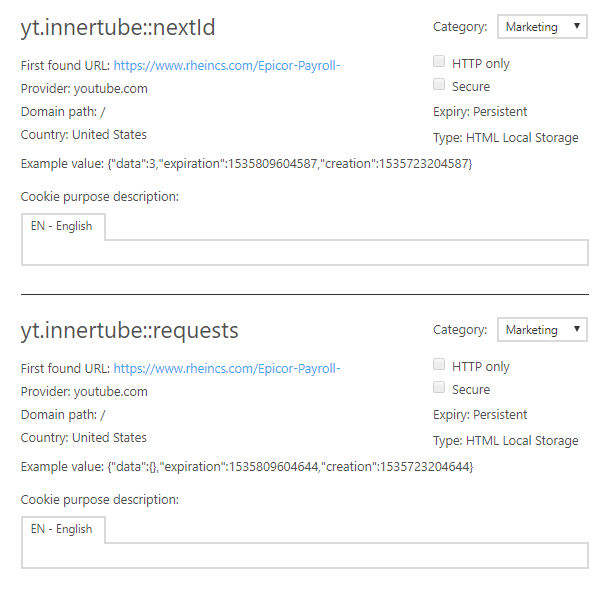 yt.innertube::nextId
Category: Marketing
First found URL: https://www.rheincs.com/Epicor-Payroll-
HTTP only
Provider: youtube.com
Secure
Domain path: /
Expiry: Persistent
Country: United States
Type: HTML Local Storage
Example value: {"data":3,"expiration":1535809604587,"creation":1535723204587}
Cookie purpose description:
EN - English
yt.innertube::requests
Category: Marketing
First found URL: https://www.rheincs.com/Epicor-Payroll-
HTTP only
Provider: youtube.com
Secure
Domain path: /
Expiry: Persistent
Country: United States
Type: HTML Local Storage
Example value: {"data":{},"expiration":1535809604644,"creation":1535723204644}
Cookie purpose description:
EN - English